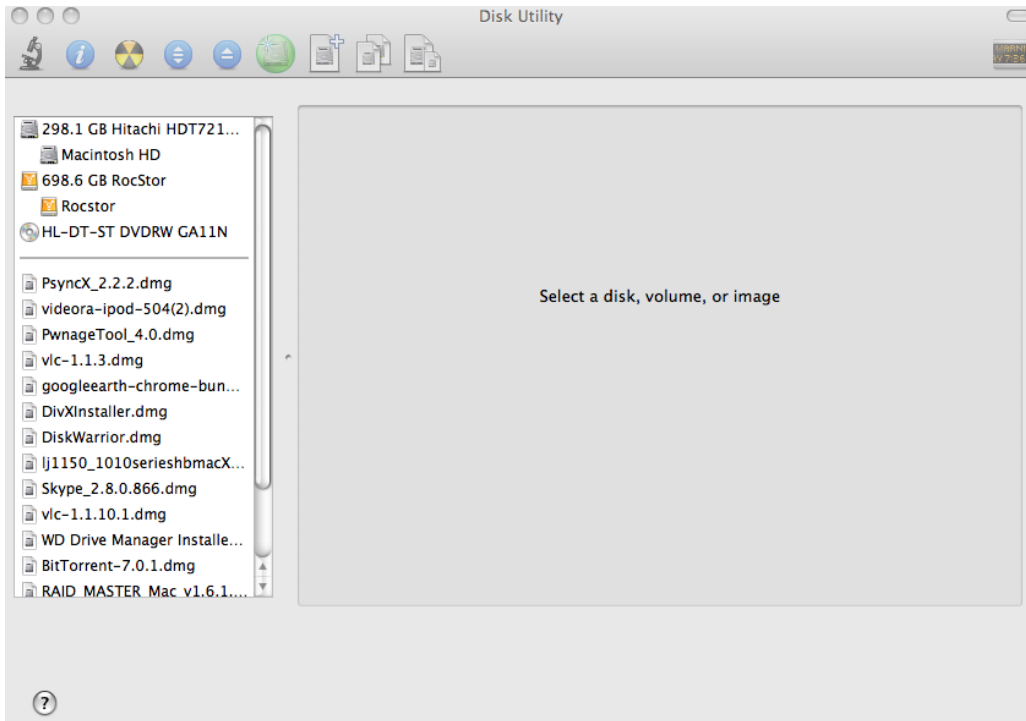 Disk Utility
298.1 GB Hitachi HDT721...
Macintosh HD
698.6 GB RocStor
Rocstor
HL-DT-ST DVDRW GA11N
PsyncX_2.2.2.dmg
videora-ipod-504(2).dmg
PwnageTool_4.0.dmg
vlc-1.1.3.dmg
googleearth-chrome-bun...
DivXInstaller.dmg
DiskWarrior.dmg
lj1150_1010serieshbmacX...
Skype_2.8.0.866.dmg
vlc-1.1.10.1.dmg
WD Drive Manager Installe...
BitTorrent-7.0.1.dmg
RAID_MASTER_Mac_v1.6.1....
Select a disk, volume, or image
?